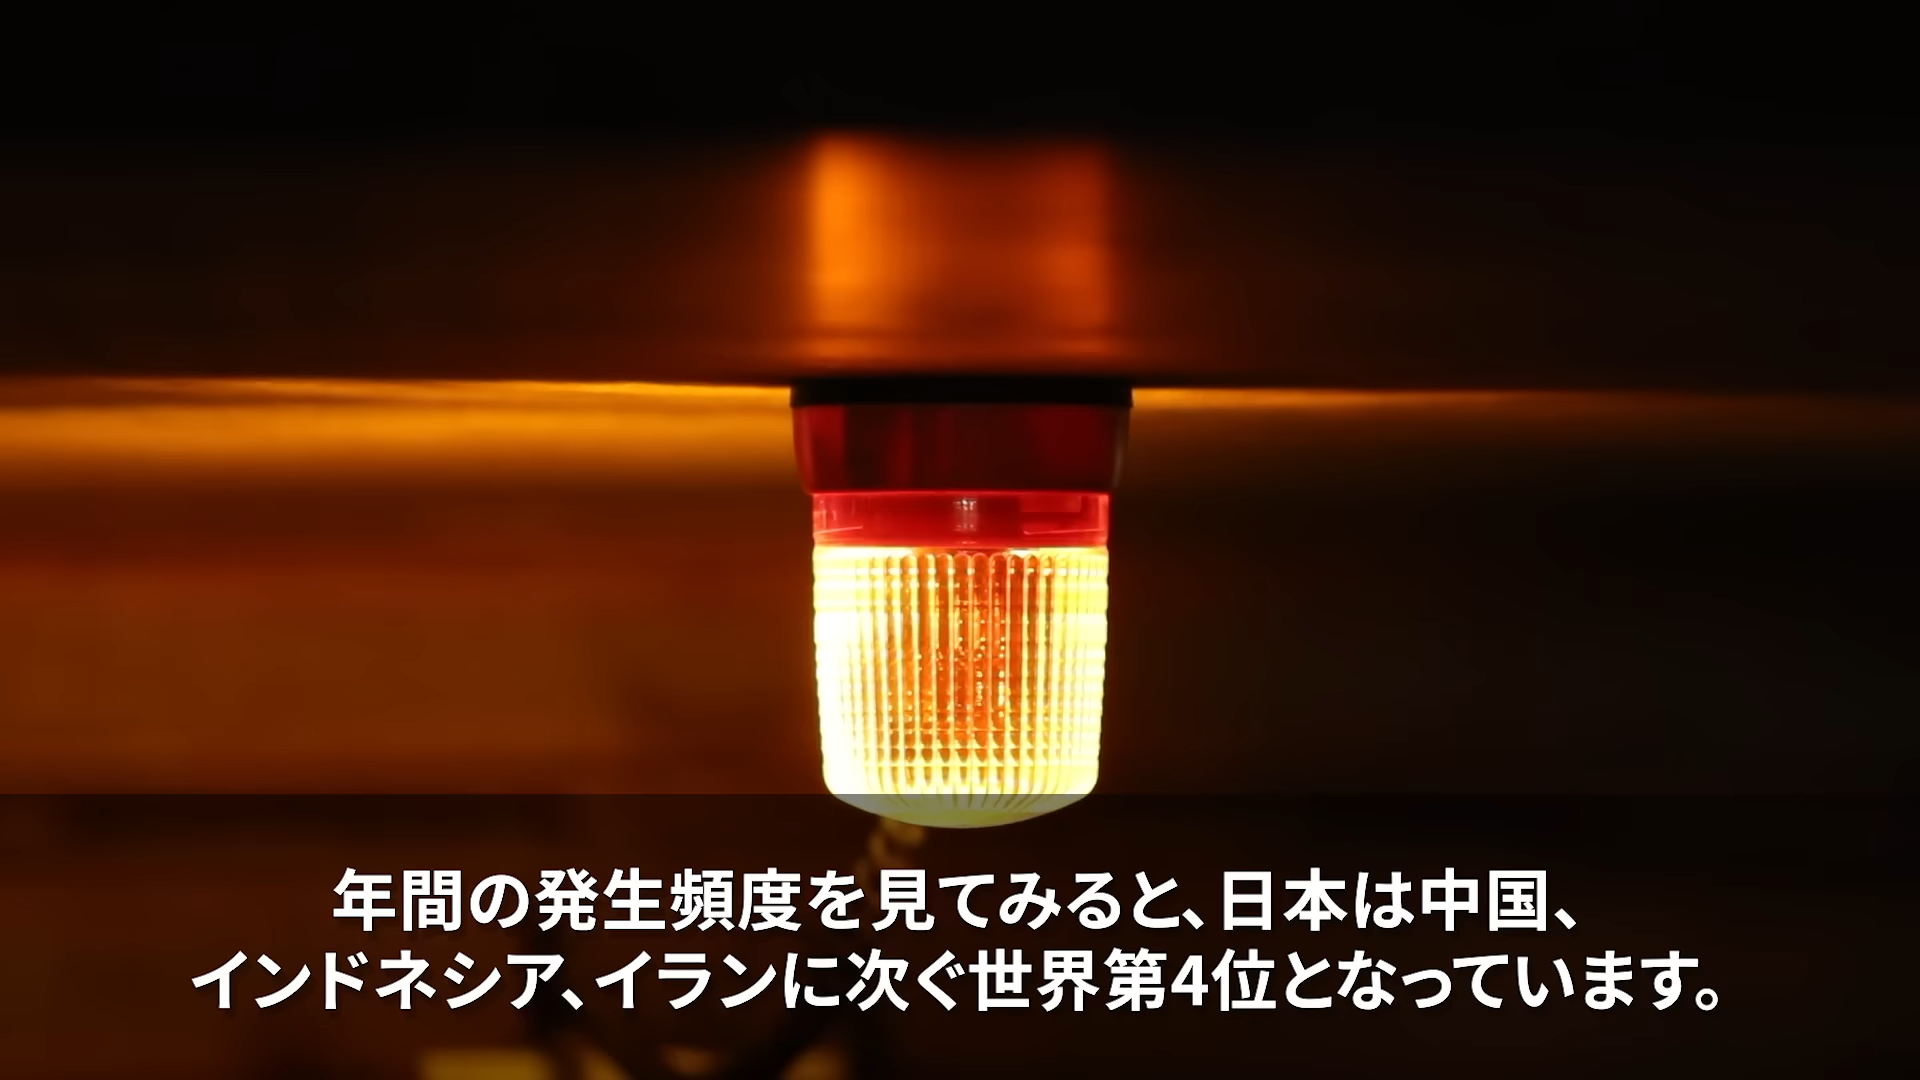 年間の発生頻度を見てみると、日本は中国、
インドネシア、イランに次ぐ世界第4位となっています。